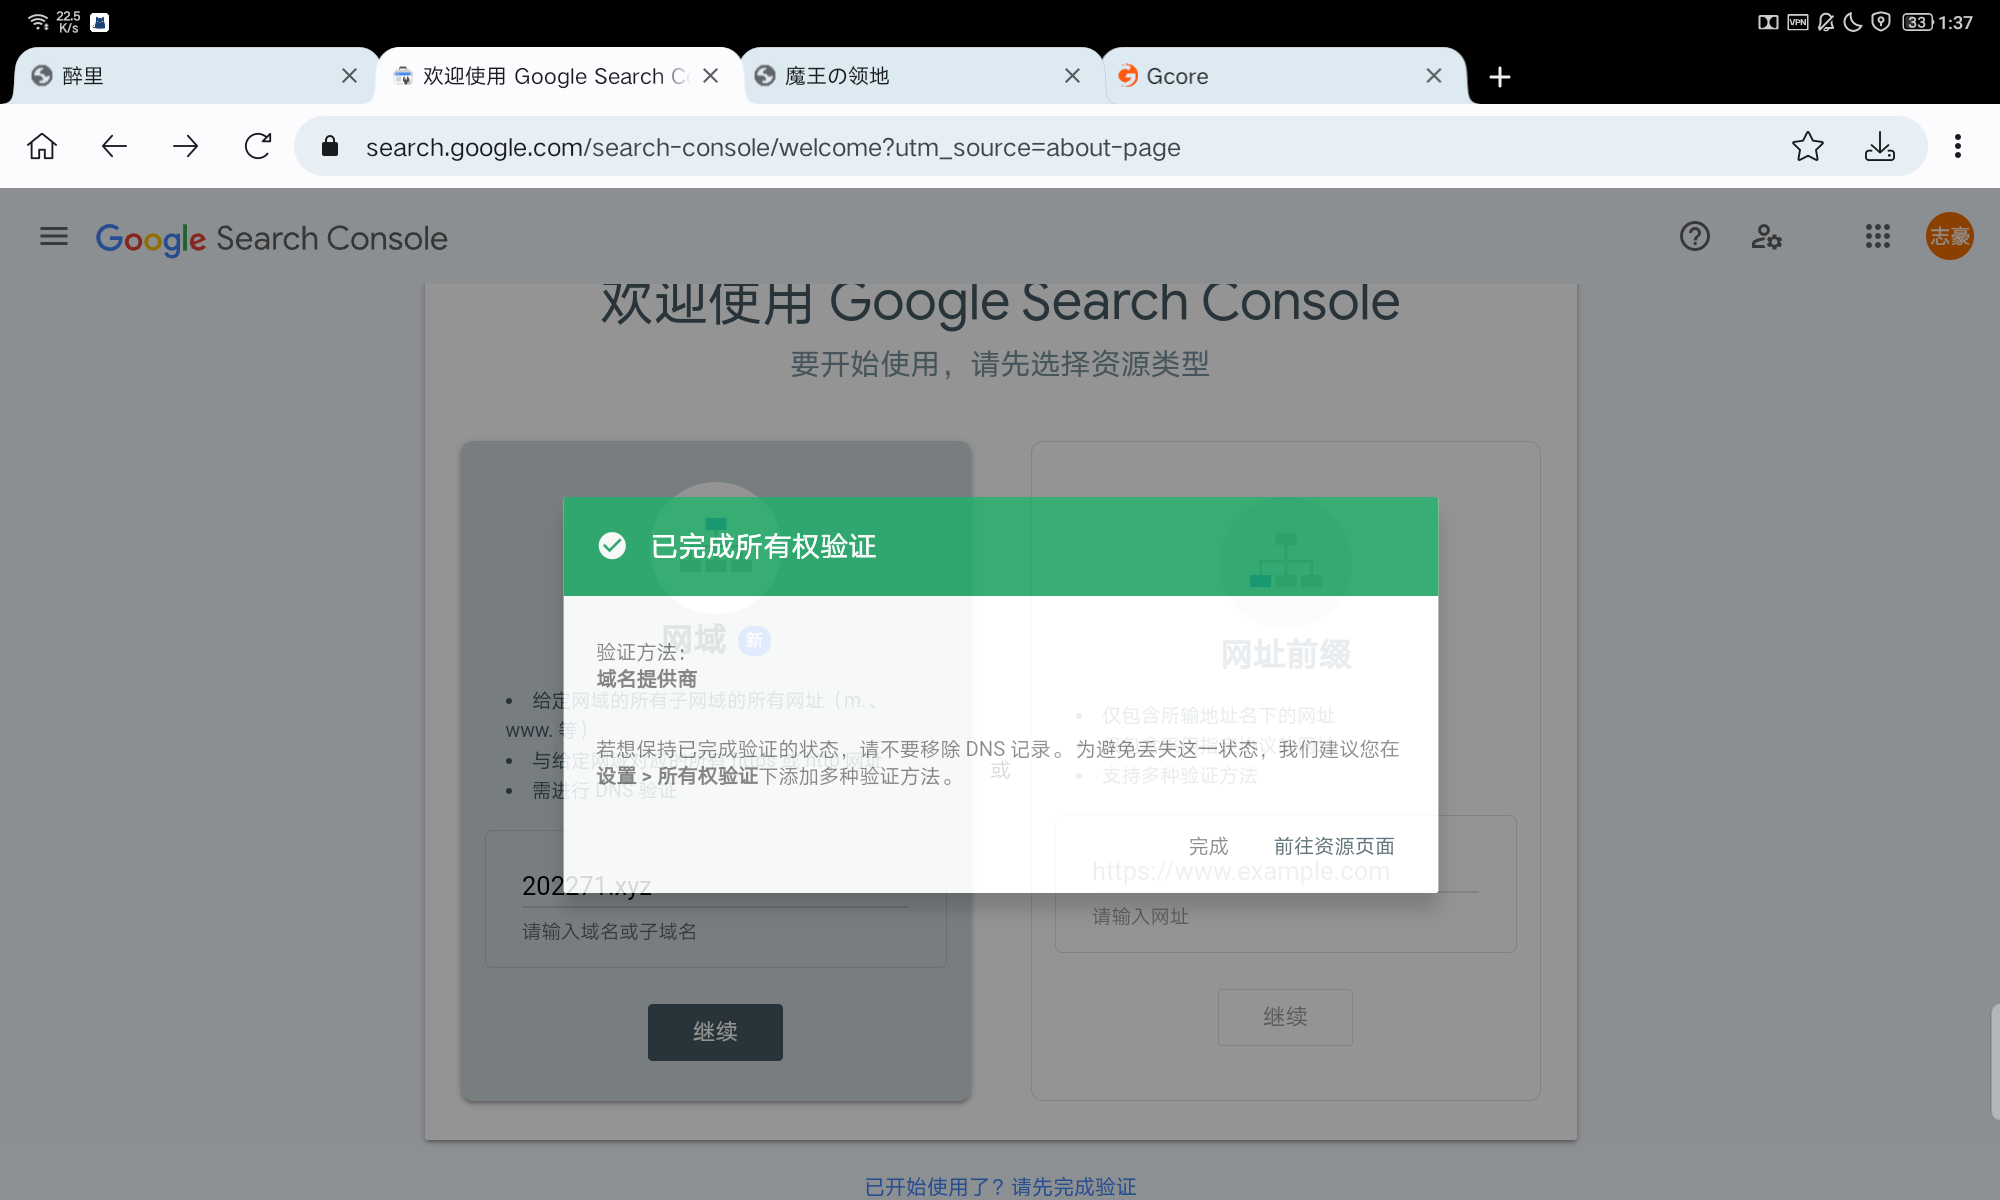 22.5
K/s
VPN
33
1:37
醉里
欢迎使用 Google Search Co
魔王の领地
Gcore
search.google.com/search-console/welcome?utm_source=about-page
Google Search Console
志豪
欢迎使用 Google Search Console
要开始使用，请先选择资源类型
已完成所有权验证
网域 新
网址前缀
验证方法：
域名提供商
• 给定网域的所有子网域的所有网址（m.、
www. 等）
• 与给定网域对应的所有 https 或 http 网址
• 需进行 DNS 验证
• 仅包含所输地址名下的网址
• 支持多种验证方法
若想保持已完成验证的状态，请不要移除 DNS 记录。为避免丢失这一状态，我们建议您在
设置 > 所有权验证下添加多种验证方法。
或
完成
前往资源页面
202271.xyz
请输入域名或子域名
https://www.example.com
请输入网址
继续
继续
已开始使用了？请先完成验证